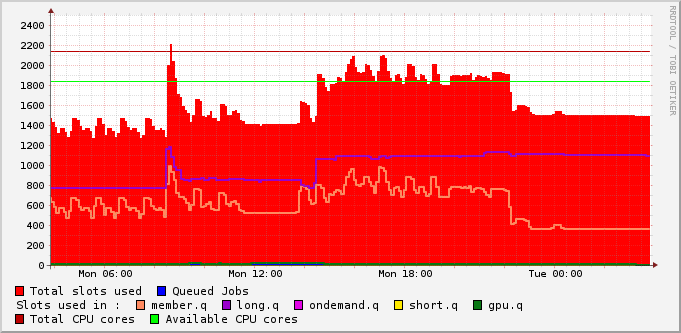 RRDTOOL / TOBI OETIKER
2400
2200
2000
1800
1600
1400
1200
1000
800
600
400
200
0
Mon 06:00 Mon 12:00 Mon 18:00 Tue 00:00
Total slots used Queued Jobs
Slots used in : member.q long.q ondemand.q short.q gpu.q
Total CPU cores Available CPU cores